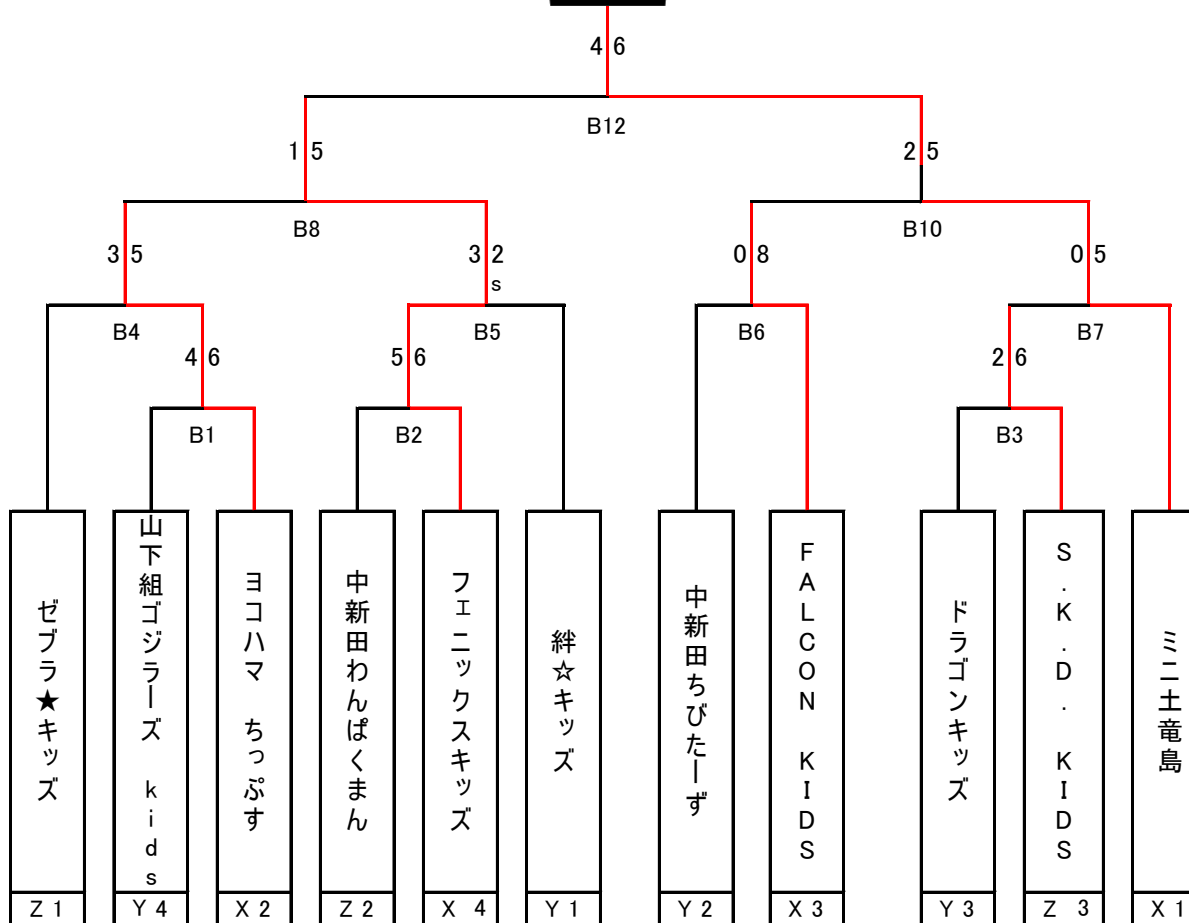 4 6
B12
1 5
2 5
B8
B10
3 5
3 2
s
0 8
0 5
B4
B5
B6
B7
4 6
5 6
2 6
B1
B2
B3
ゼブラ★キッズ
山下組ゴジラーズ kids
ヨコハマ ちっぷす
中新田わんぱくまん
フェニックスキッズ
絆☆キッズ
中新田ちびたーず
FALCON KIDS
ドラゴンキッズ
S.K.D. KIDS
ミニ土竜島
Z 1
Y 4
X 2
Z 2
X 4
Y 1
Y 2
X 3
Y 3
Z 3
X 1